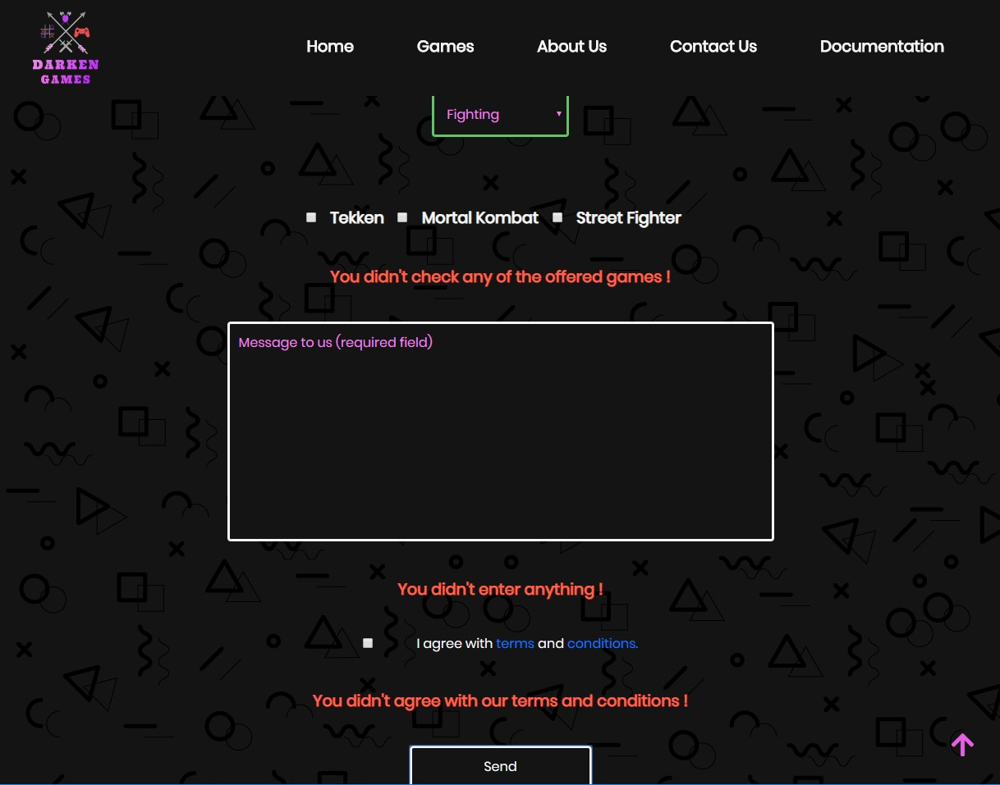 DARKEN
GAMES
Home Games About Us Contact Us Documentation
Fighting
Tekken Mortal Kombat Street Fighter
You didn't check any of the offered games !
Message to us (required field)
You didn't enter anything !
I agree with terms and conditions.
You didn't agree with our terms and conditions !
Send